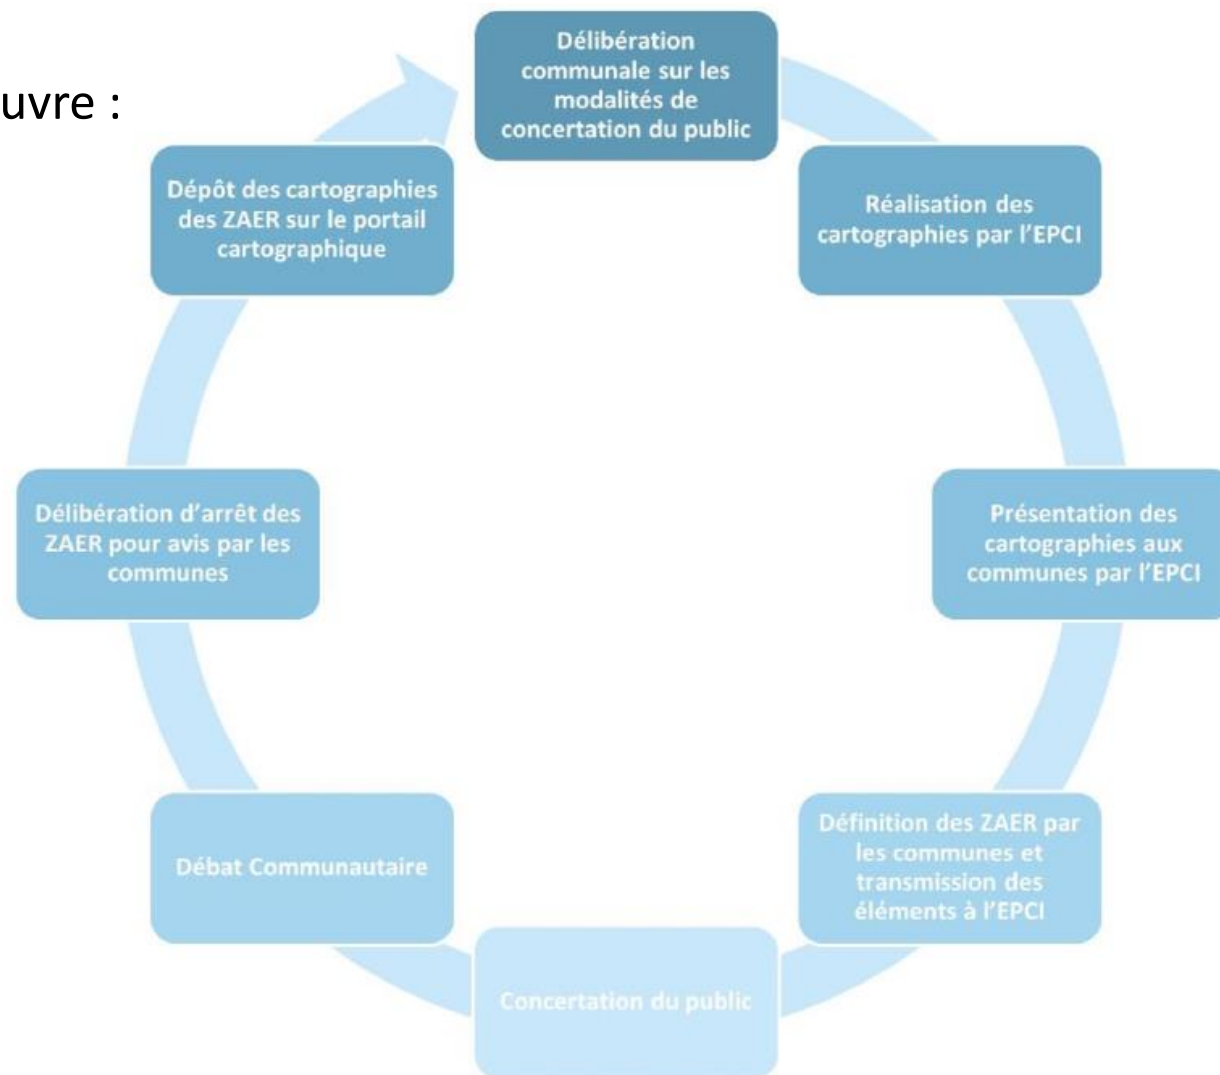 uvre :
Délibération
communale sur les
modalités de
concertation du public
Réalisation des
cartographies par l'EPCI
Présentation des
cartographies aux
communes par l'EPCI
Définition des ZAER par
les communes et
transmission des
éléments à l'EPCI
Concertation du public
Débat Communautaire
Délibération d'arrêt des
ZAER pour avis par les
communes
Dépôt des cartographies
des ZAER sur le portail
cartographique